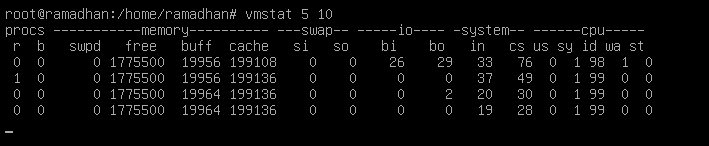 root@ramadhan:/home/ramadhan# vmstat 5 10
procs -----------memory---------- ---swap-- -----io---- -system-- ------cpu-----
 r  b   swpd   free   buff  cache   si   so    bi    bo   in   cs us sy id wa st
 0  0      0 1775500  19956 199108    0    0    26    29   33   76  0  1 98  1  0
 1  0      0 1775500  19956 199136    0    0     0     0   37   49  0  1 99  0  0
 0  0      0 1775500  19964 199136    0    0     0     2   20   30  0  1 99  0  0
 0  0      0 1775500  19964 199136    0    0     0     0   19   28  0  1 99  0  0